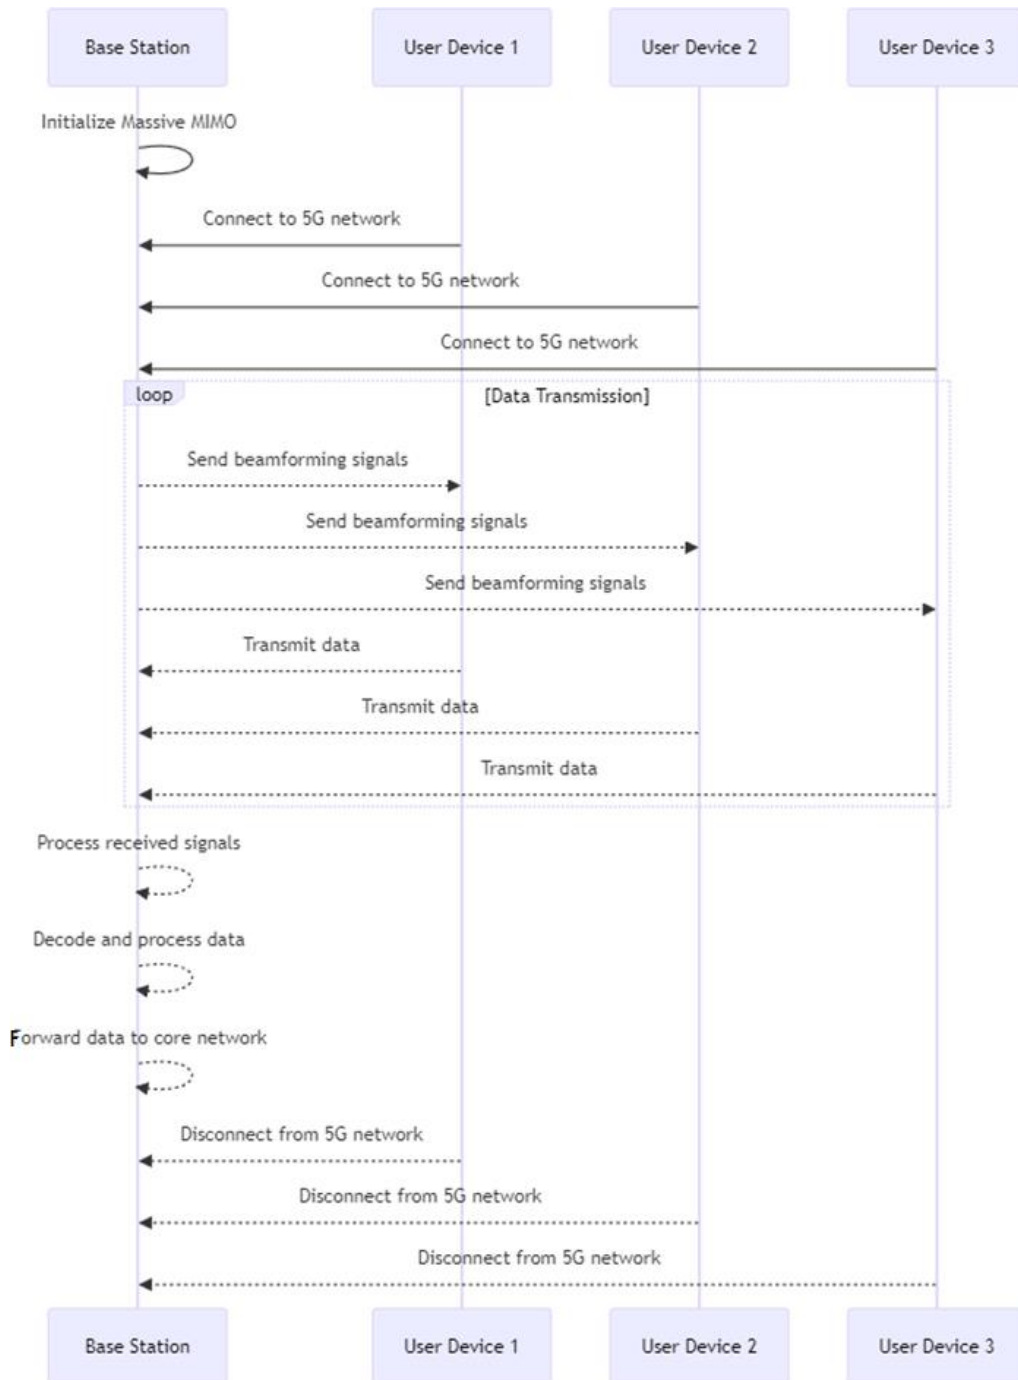 Base Station
User Device 1
User Device 2
User Device 3
Initialize Massive MIMO
Connect to 5G network
Connect to 5G network
Connect to 5G network
loop
[Data Transmission]
Send beamforming signals
Send beamforming signals
Send beamforming signals
Transmit data
Transmit data
Transmit data
Process received signals
Decode and process data
Forward data to core network
Disconnect from 5G network
Disconnect from 5G network
Disconnect from 5G network
Base Station
User Device 1
User Device 2
User Device 3